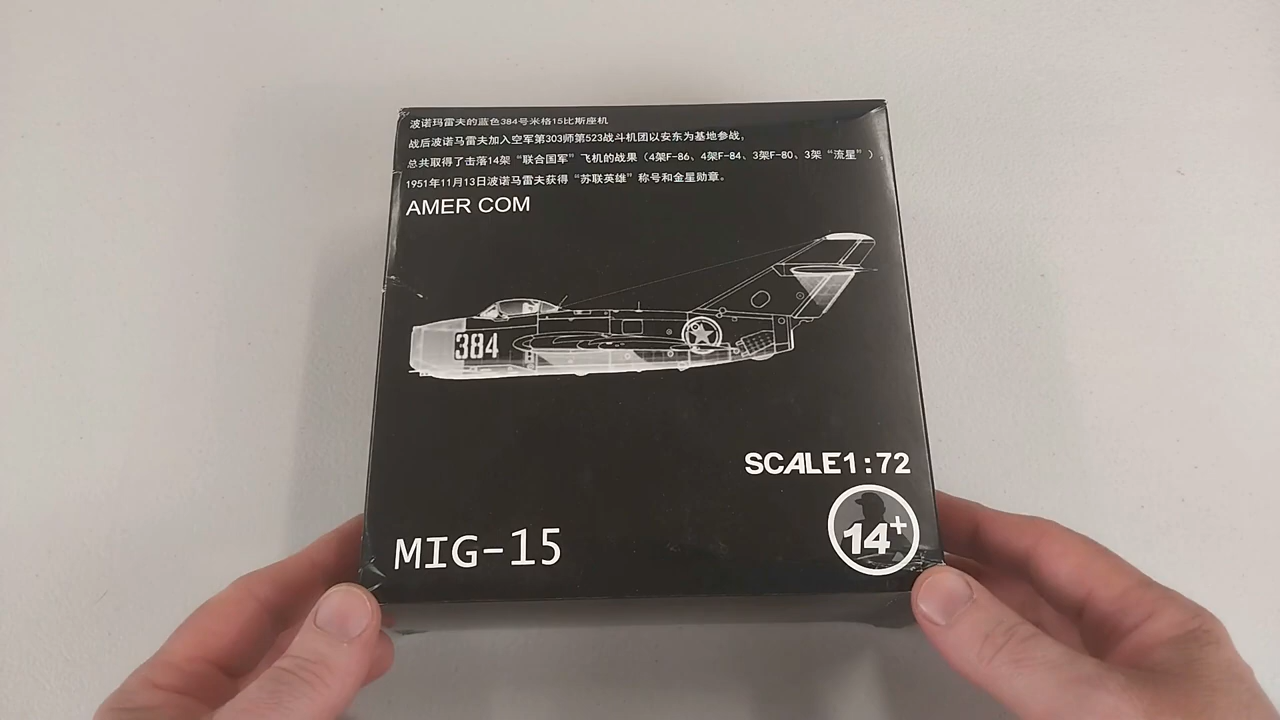 波诺玛雷夫的蓝色384号米格15比斯座机
战后波诺马雷夫加入空军第303师第523战斗机团以安东为基地参战,
总共取得了击落14架“联合国军”飞机的战果（4架F-86、4架F-84、3架F-80、3架“流星”）,
1951年11月13日波诺马雷夫获得“苏联英雄”称号和金星勋章。
AMER COM
384
SCALE1:72
14+
MIG-15